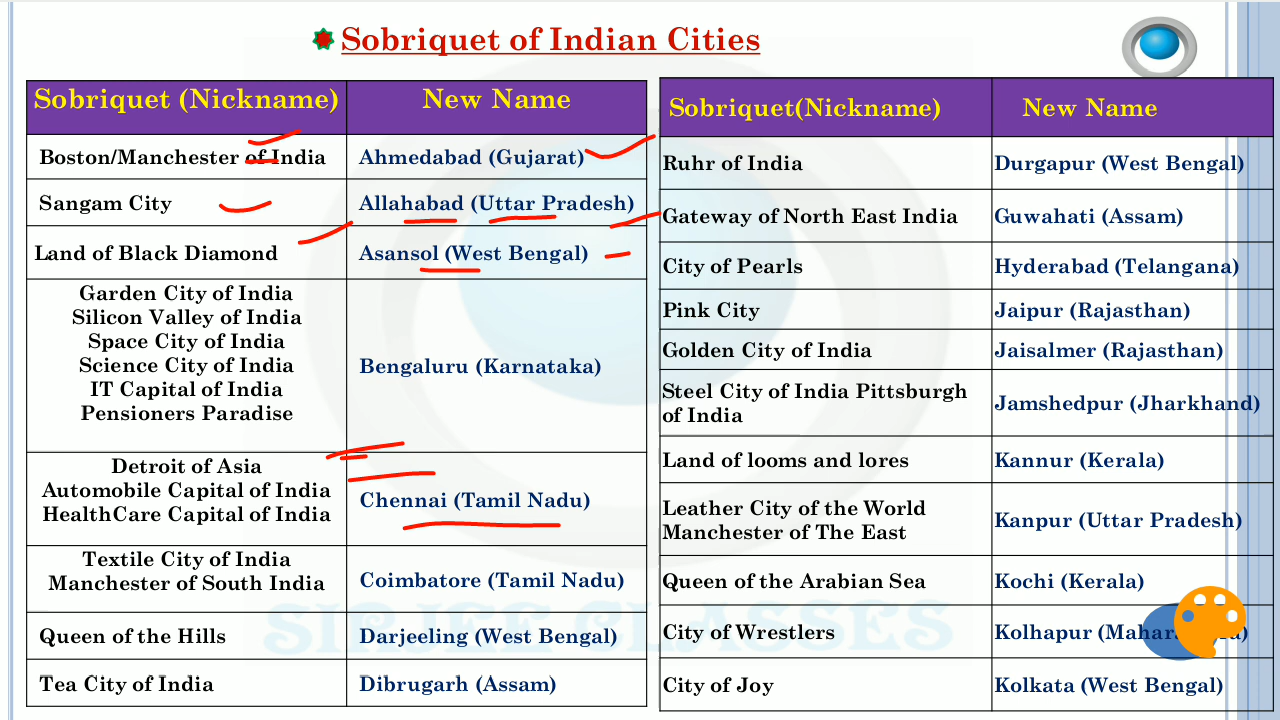 Sobriquet of Indian Cities
Sobriquet (Nickname) New Name
Boston/Manchester of India Ahmedabad (Gujarat)
Sangam City Allahabad (Uttar Pradesh)
Land of Black Diamond Asansol (West Bengal)
Garden City of India
Silicon Valley of India
Space City of India
Science City of India
IT Capital of India
Pensioners Paradise
Bengaluru (Karnataka)
Detroit of Asia
Automobile Capital of India
HealthCare Capital of India
Chennai (Tamil Nadu)
Textile City of India
Manchester of South India
Coimbatore (Tamil Nadu)
Queen of the Hills Darjeeling (West Bengal)
Tea City of India Dibrugarh (Assam)
Sobriquet(Nickname) New Name
Ruhr of India Durgapur (West Bengal)
Gateway of North East India Guwahati (Assam)
City of Pearls Hyderabad (Telangana)
Pink City Jaipur (Rajasthan)
Golden City of India Jaisalmer (Rajasthan)
Steel City of India Pittsburgh
of India
Jamshedpur (Jharkhand)
Land of looms and lores Kannur (Kerala)
Leather City of the World
Manchester of The East
Kanpur (Uttar Pradesh)
Queen of the Arabian Sea Kochi (Kerala)
City of Wrestlers Kolhapur
City of Joy Kolkata (West Bengal)
SIRJEE CLASSES